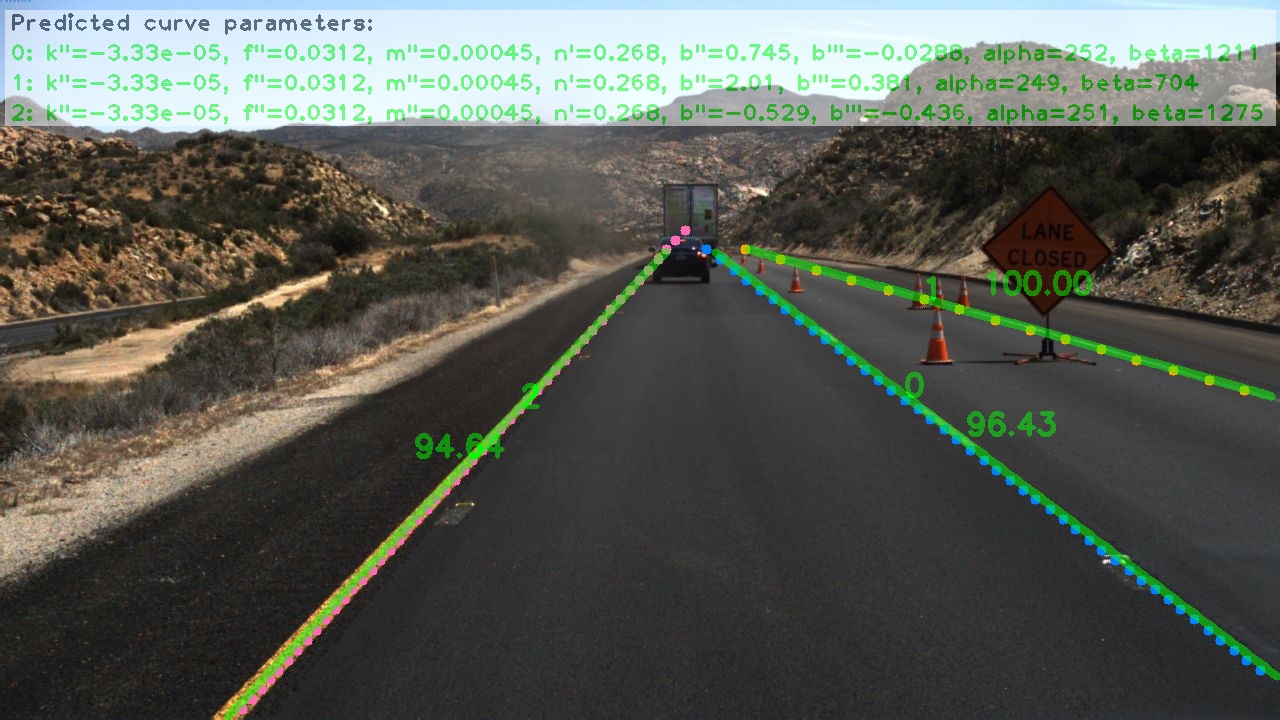 Predicted curve parameters:
0: k''=-3.33e-05, f''=0.0312, m''=0.00045, n'=0.268, b''=0.745, b'''=-0.0288, alpha=252, beta=1211
1: k''=-3.33e-05, f''=0.0312, m''=0.00045, n'=0.268, b''=2.01, b'''=0.381, alpha=249, beta=704
2: k''=-3.33e-05, f''=0.0312, m''=0.00045, n'=0.268, b''=-0.529, b'''=-0.436, alpha=251, beta=1275
LANE
CLOSED
1 100.00
0
2
96.43
94.64